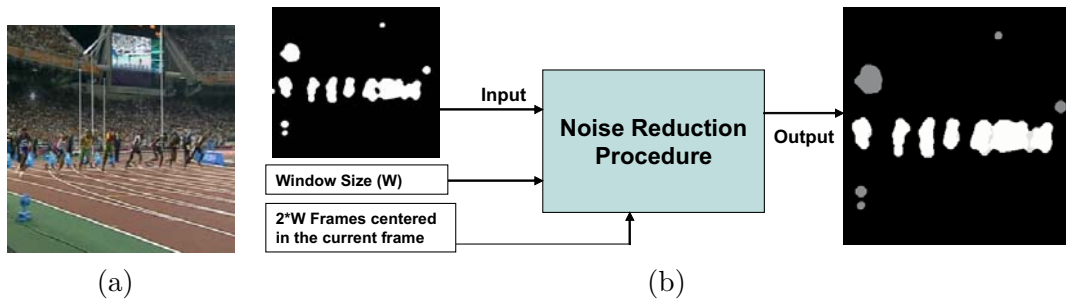 Input
Noise Reduction
Procedure
Output
Window Size (W)
2*W Frames centered
in the current frame
(a)
(b)